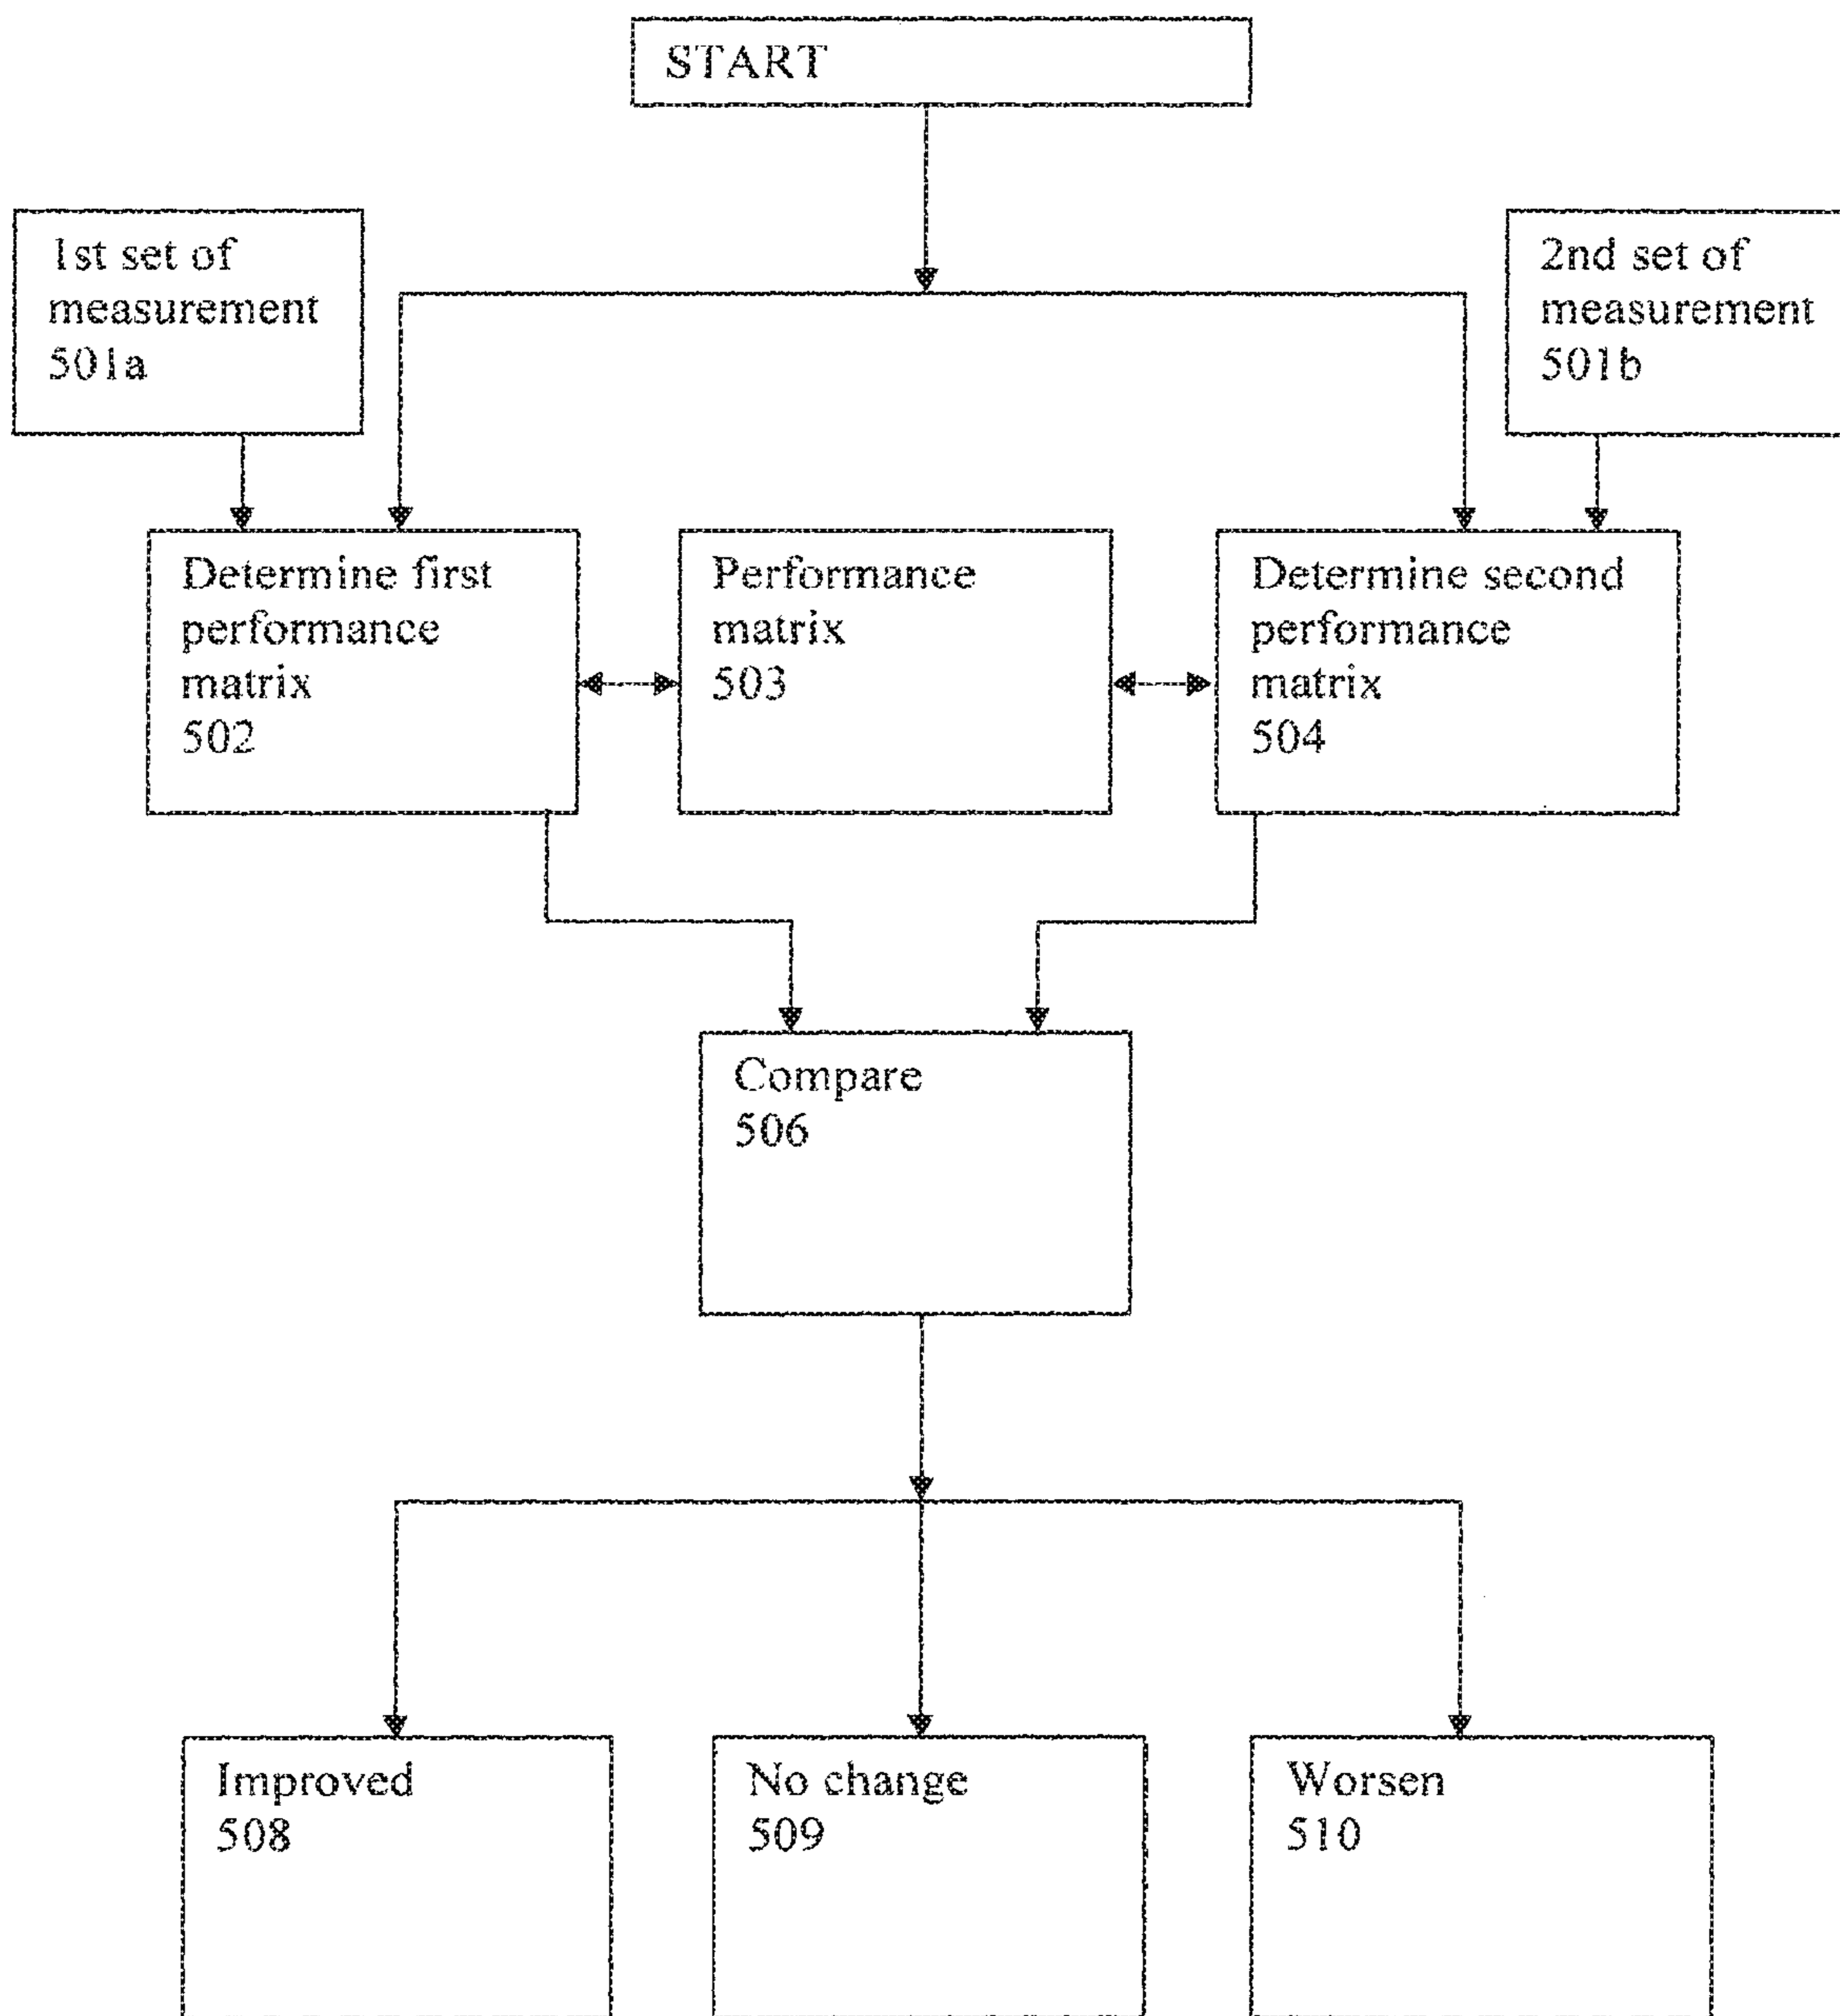 START
1st set of
measurement
501a
2nd set of
measurement
501b
Determine first
performance
matrix
502
Performance
matrix
503
Determine second
performance
matrix
504
Compare
506
Improved
508
No change
509
Worsen
510